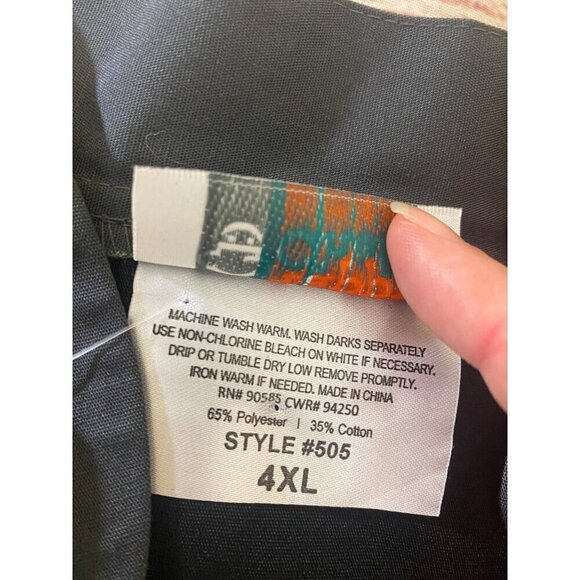 MACHINE WASH WARM. WASH DARKS SEPARATELY
USE NON-CHLORINE BLEACH ON WHITE IF NECESSARY.
DRIP OR TUMBLE DRY LOW REMOVE PROMPTLY.
IRON WARM IF NEEDED. MADE IN CHINA
RN# 90585 CWR# 94250
65% Polyester | 35% Cotton
STYLE #505
4XL